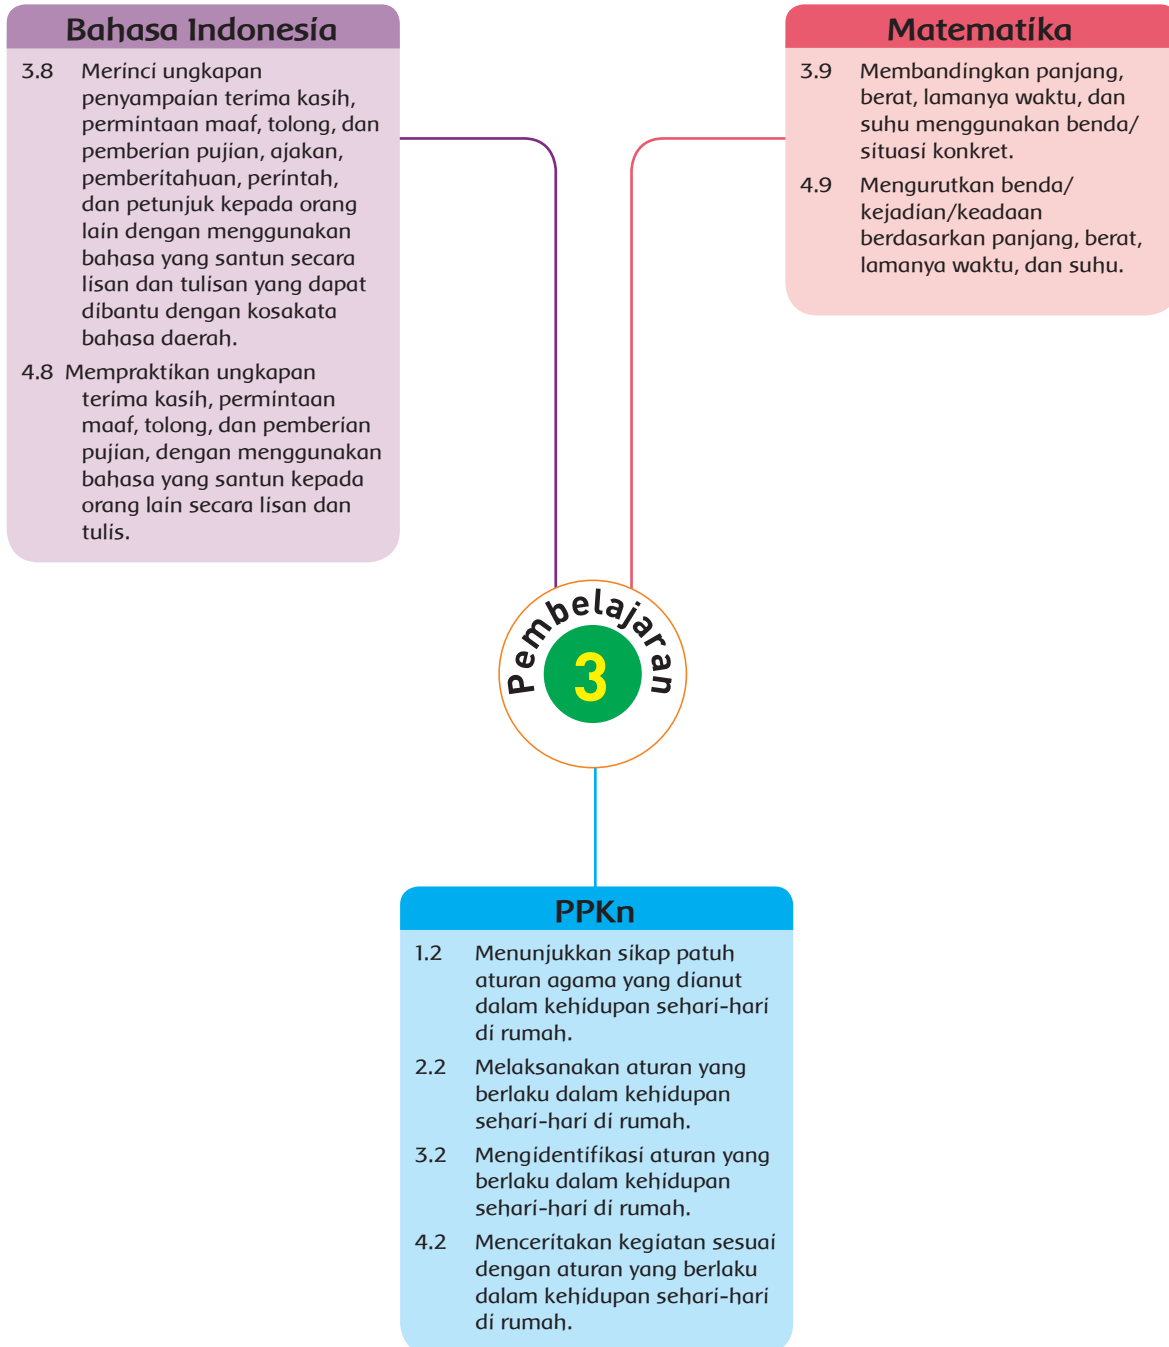 Bahasa Indonesia
3.8 Merinci ungkapan
penyampaian terima kasih,
permintaan maaf, tolong, dan
pemberian pujian, ajakan,
pemberitahuan, perintah,
dan petunjuk kepada orang
lain dengan menggunakan
bahasa yang santun secara
lisan dan tulisan yang dapat
dibantu dengan kosakata
bahasa daerah.
4.8 Mempraktikan ungkapan
terima kasih, permintaan
maaf, tolong, dan pemberian
pujian, dengan menggunakan
bahasa yang santun kepada
orang lain secara lisan dan
tulis.
Matematika
3.9 Membandingkan panjang,
berat, lamanya waktu, dan
suhu menggunakan benda/
situasi konkret.
4.9 Mengurutkan benda/
kejadian/keadaan
berdasarkan panjang, berat,
lamanya waktu, dan suhu.
Pembelajaran
3
PPKn
1.2 Menunjukkan sikap patuh
aturan agama yang dianut
dalam kehidupan sehari-hari
di rumah.
2.2 Melaksanakan aturan yang
berlaku dalam kehidupan
sehari-hari di rumah.
3.2 Mengidentifikasi aturan yang
berlaku dalam kehidupan
sehari-hari di rumah.
4.2 Menceritakan kegiatan sesuai
dengan aturan yang berlaku
dalam kehidupan sehari-hari
di rumah.